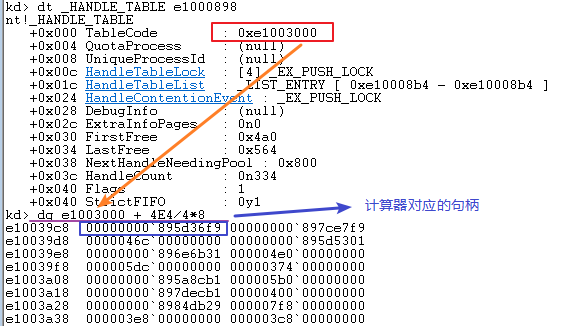 kd> dt _HANDLE_TABLE e1000898
nt!_HANDLE_TABLE
+0x000 TableCode : 0xe1003000
+0x004 QuotaProcess : (null)
+0x008 UniqueProcessId : (null)
+0x00c HandleTableLock : [4] _EX_PUSH_LOCK
+0x01c HandleTableList : _LIST_ENTRY [ 0xe10008b4 - 0xe10008b4 ]
+0x024 HandleContentionEvent : _EX_PUSH_LOCK
+0x028 DebugInfo : (null)
+0x02c ExtraInfoPages : 0n0
+0x030 FirstFree : 0x4a0
+0x034 LastFree : 0x564
+0x038 NextHandleNeedingPool : 0x800
+0x03c HandleCount : 0n334
+0x040 Flags : 1
+0x040 StrictFIFO : 0y1
kd> dq e1003000 + 4E4/4*8
计算器对应的句柄
e10039c8 00000000`895d36f9 00000000`897ce7f9
e10039d8 0000046c`00000000 00000000`895d5301
e10039e8 00000000`896e6b31 000004e0`00000000
e10039f8 000005dc`00000000 00000374`00000000
e1003a08 00000000`895a8cb1 000005b0`00000000
e1003a18 00000000`897decb1 00000400`00000000
e1003a28 00000000`8984db29 000007f8`00000000
e1003a38 000003e8`00000000 000003c8`00000000